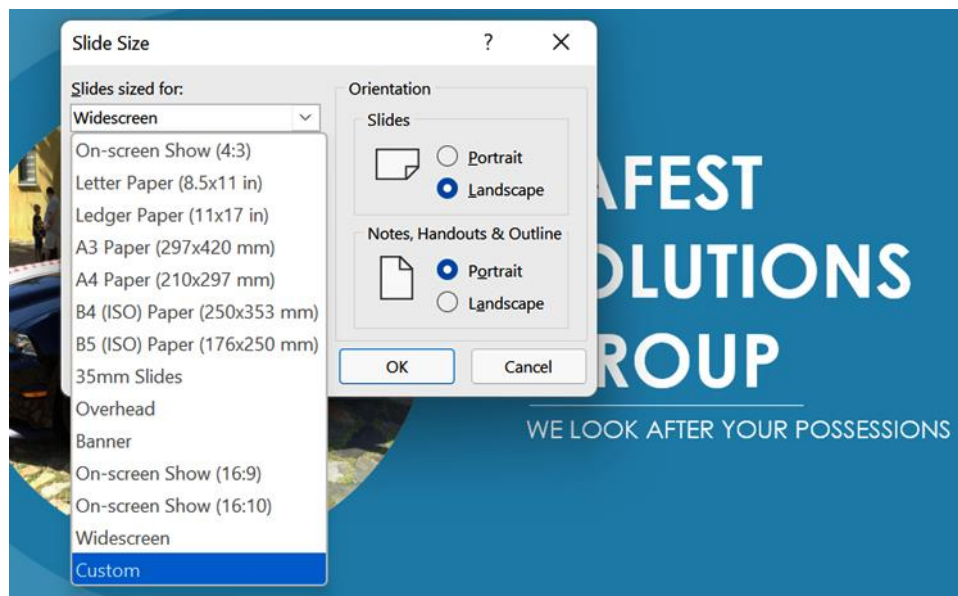 Slide Size
?
Slides sized for:
Widescreen
On-screen Show (4:3)
Letter Paper (8.5x11 in)
Ledger Paper (11x17 in)
A3 Paper (297x420 mm)
A4 Paper (210x297 mm)
B4 (ISO) Paper (250x353 mm)
B5 (ISO) Paper (176x250 mm)
35mm Slides
Overhead
Banner
On-screen Show (16:9)
On-screen Show (16:10)
Widescreen
Custom
Orientation
Slides
Portrait
Landscape
Notes, Handouts & Outline
Portrait
Landscape
OK
Cancel
AFEST
OLUTIONS
ROUP
WE LOOK AFTER YOUR POSSESSIONS